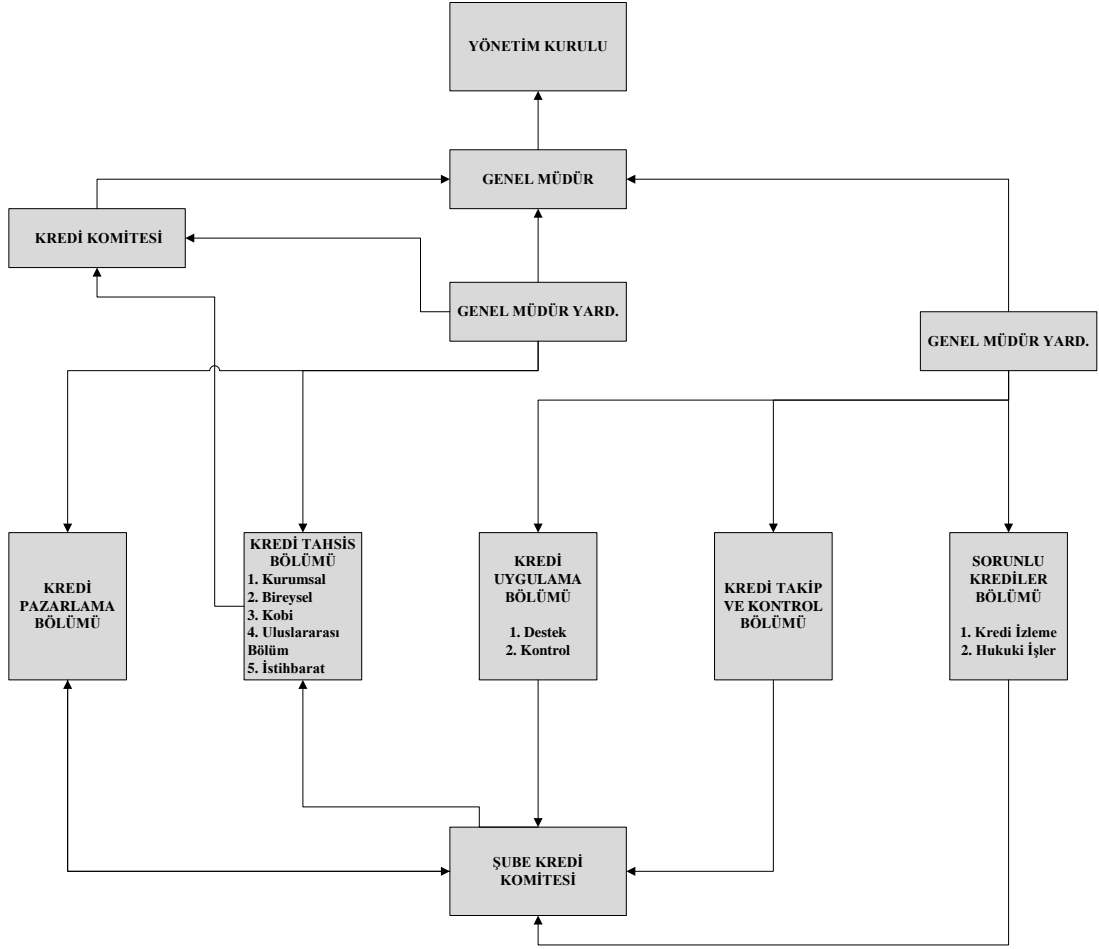 YÖNETİM KURULU
GENEL MÜDÜR
KREDİ KOMİTESİ
GENEL MÜDÜR YARD.
GENEL MÜDÜR YARD.
KREDİ
PAZARLAMA
BÖLÜMÜ
KREDİ TAHSİS
BÖLÜMÜ
1. Kurumsal
2. Bireysel
3. Kobi
4. Uluslararası
Bölüm
5. İstihbarat
KREDİ
UYGULAMA
BÖLÜMÜ
1. Destek
2. Kontrol
KREDİ TAKİP
VE KONTROL
BÖLÜMÜ
SORUNLU
KREDİLER
BÖLÜMÜ
1. Kredi İzleme
2. Hukuki İşler
ŞUBE KREDİ
KOMİTESİ